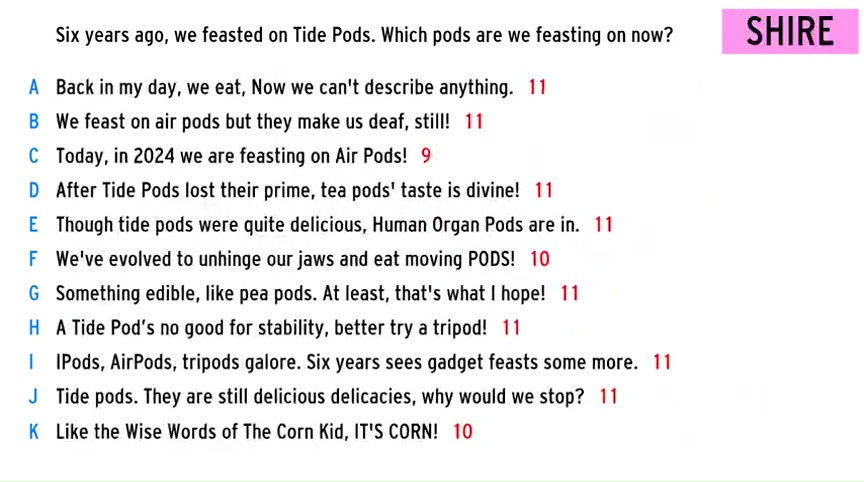 Six years ago, we feasted on Tide Pods. Which pods are we feasting on now?
SHIRE
A Back in my day, we eat, Now we can't describe anything. 11
B We feast on air pods but they make us deaf, still! 11
C Today, in 2024 we are feasting on Air Pods! 9
D After Tide Pods lost their prime, tea pods' taste is divine! 11
E Though tide pods were quite delicious, Human Organ Pods are in. 11
F We've evolved to unhinge our jaws and eat moving PODS! 10
G Something edible, like pea pods. At least, that's what I hope! 11
H A Tide Pod's no good for stability, better try a tripod! 11
I IPods, AirPods, tripods galore. Six years sees gadget feasts some more. 11
J Tide pods. They are still delicious delicacies, why would we stop? 11
K Like the Wise Words of The Corn Kid, IT'S CORN! 10